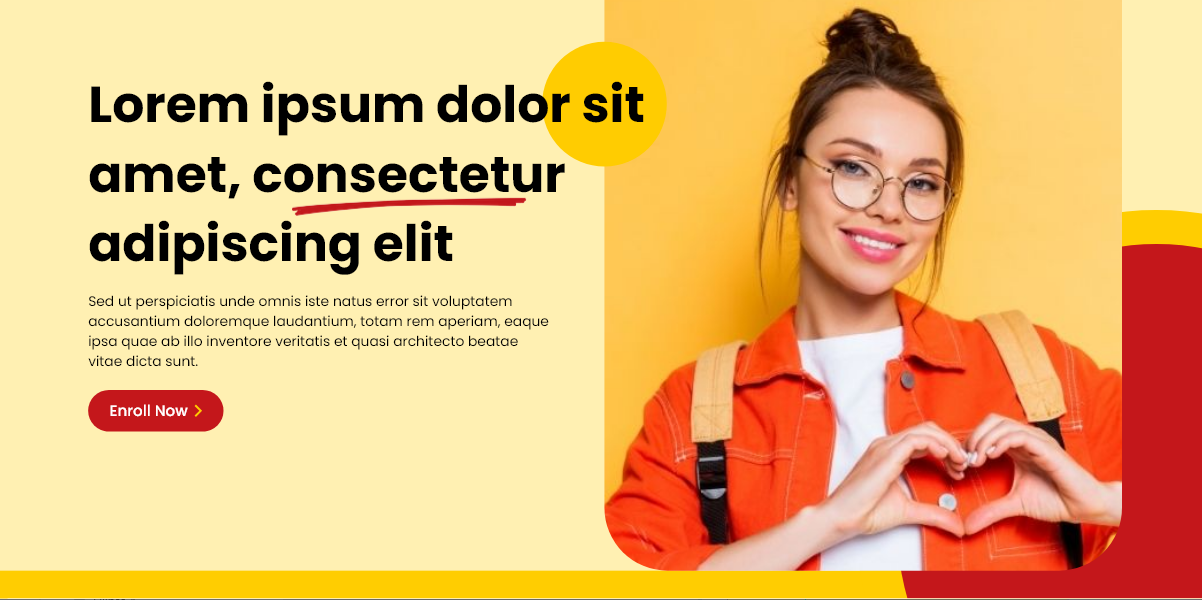 Lorem ipsum dolor sit
amet, consectetur
adipiscing elit
Sed ut perspiciatis unde omnis iste natus error sit voluptatem
accusantium doloremque laudantium, totam rem aperiam, eaque
ipsa quae ab illo inventore veritatis et quasi architecto beatae
vitae dicta sunt.
Enroll Now